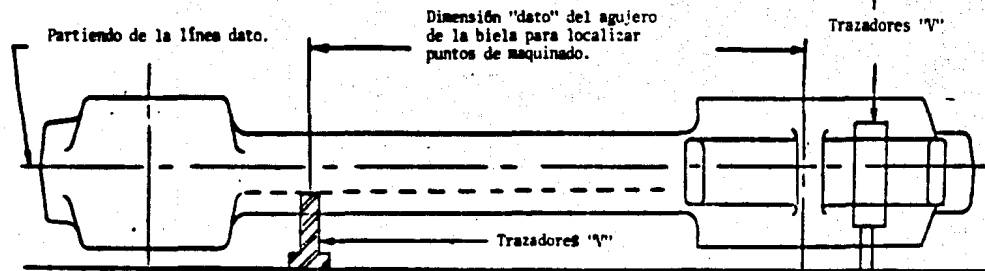 Partiendo de la línea dato.
Dimensión "dato" del agujero
de la biela para localizar
puntos de maquinado.
Trazadores "V"
Trazadores "V"